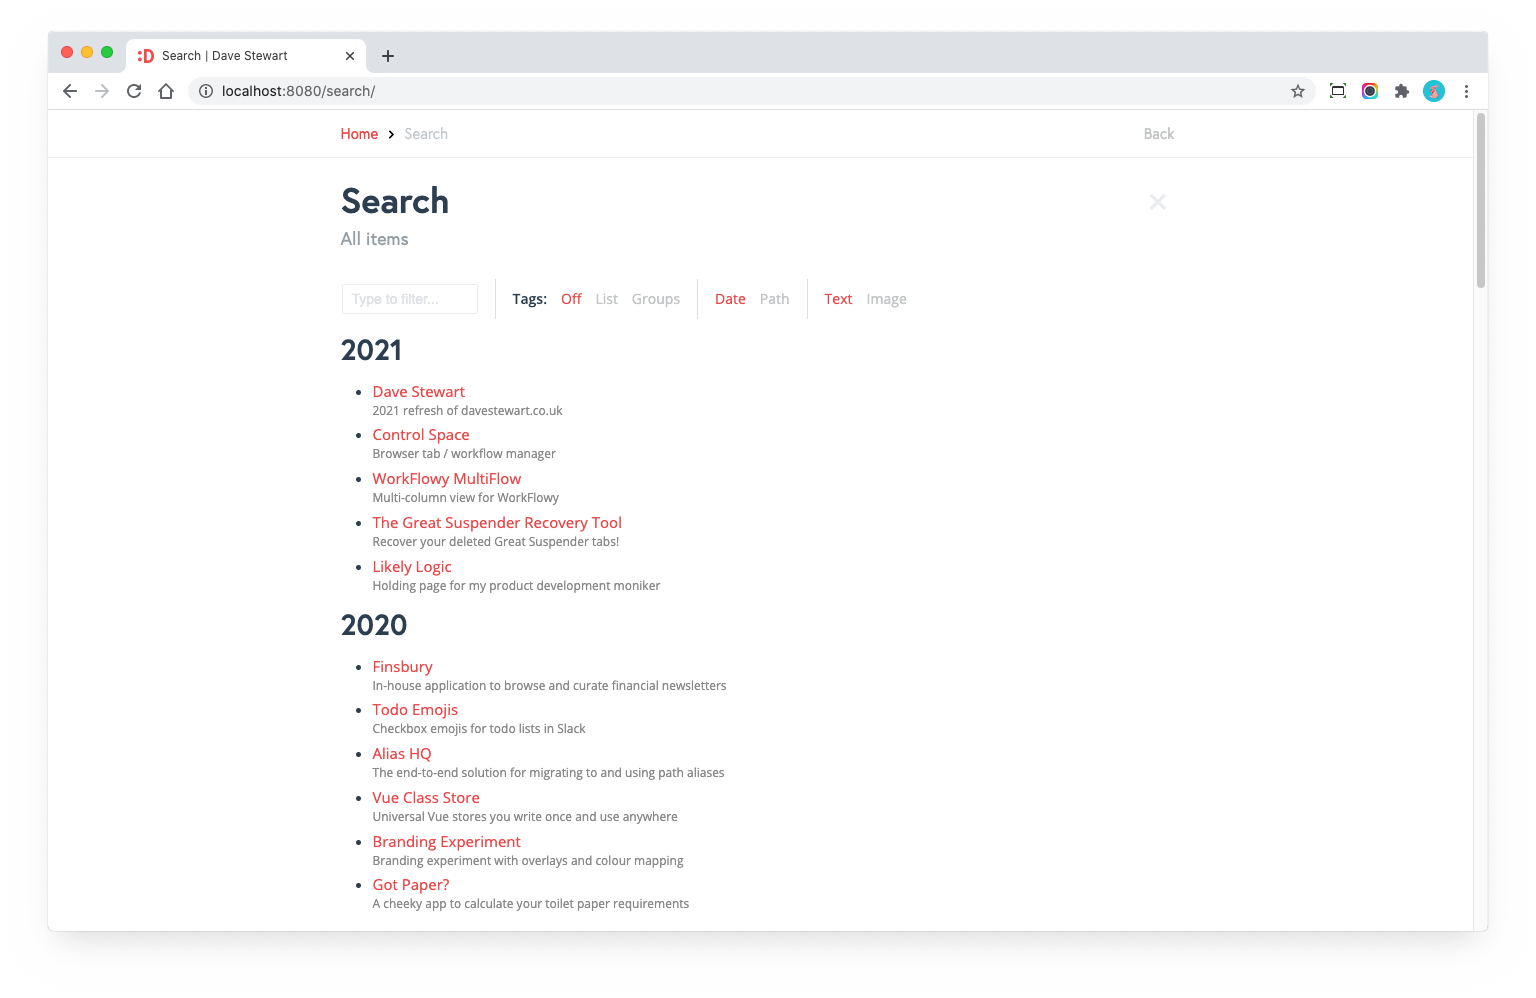 :D Search | Dave Stewart
localhost:8080/search/
Home > Search Back
Search
All items
Type to filter... Tags: Off List Groups Date Path Text Image
2021
Dave Stewart
2021 refresh of davestewart.co.uk
Control Space
Browser tab / workflow manager
WorkFlowy MultiFlow
Multi-column view for WorkFlowy
The Great Suspender Recovery Tool
Recover your deleted Great Suspender tabs!
Likely Logic
Holding page for my product development moniker
2020
Finsbury
In-house application to browse and curate financial newsletters
Todo Emojis
Checkbox emojis for todo lists in Slack
Alias HQ
The end-to-end solution for migrating to and using path aliases
Vue Class Store
Universal Vue stores you write once and use anywhere
Branding Experiment
Branding experiment with overlays and colour mapping
Got Paper?
A cheeky app to calculate your toilet paper requirements